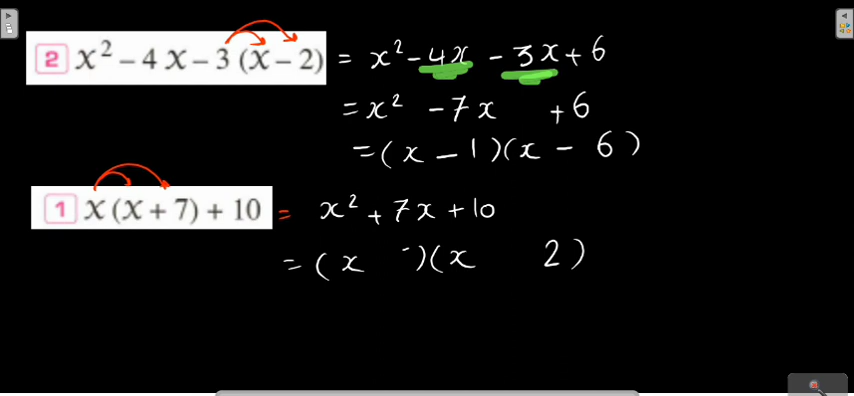 2 x² – 4 x – 3 (x – 2) = x² - 4x - 3x + 6
= x² - 7x + 6
= (x - 1)(x - 6)
1 x (x + 7) + 10 = x² + 7x + 10
= (x )(x 2)